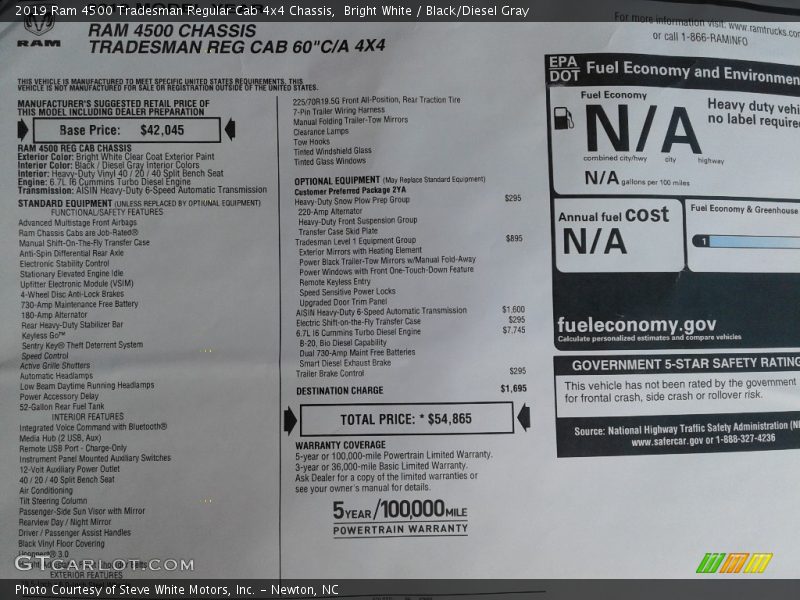 2019 Ram 4500 Tradesman Regular Cab 4x4 Chassis, Bright White / Black/Diesel Gray
RAM
RAM 4500 CHASSIS
TRADESMAN REG CAB 60"C/A 4X4
For more information visit: www.ramtrucks.co
or call 1-866-RAMINFO
THIS VEHICLE IS MANUFACTURED TO MEET SPECIFIC UNITED STATES REQUIREMENTS. THIS
VEHICLE IS NOT MANUFACTURED FOR SALE OR REGISTRATION OUTSIDE OF THE UNITED STATES.
MANUFACTURER'S SUGGESTED RETAIL PRICE OF
THIS MODEL INCLUDING DEALER PREPARATION
Base Price: $42,045
RAM 4500 REG CAB CHASSIS
Exterior Color: Bright White Clear Coat Exterior Paint
Interior Color: Black / Diesel Gray Interior Colors
Interior: Heavy-Duty Vinyl 40 / 20 / 40 Split Bench Seat
Engine: 6.7L I6 Cummins Turbo Diesel Engine
Transmission: AISIN Heavy-Duty 6-Speed Automatic Transmission
STANDARD EQUIPMENT (UNLESS REPLACED BY OPTIONAL EQUIPMENT)
FUNCTIONAL/SAFETY FEATURES
Advanced Multistage Front Airbags
Ram Chassis Cabs are Job-Rated®
Manual Shift-On-The-Fly Transfer Case
Anti-Spin Differential Rear Axle
Electronic Stability Control
Stationary Elevated Engine Idle
Upfitter Electronic Module (VSIM)
4-Wheel Disc Anti-Lock Brakes
730-Amp Maintenance Free Battery
180-Amp Alternator
Rear Heavy-Duty Stabilizer Bar
Keyless Go™
Sentry Key® Theft Deterrent System
Speed Control
Active Grille Shutters
Automatic Headlamps
Low Beam Daytime Running Headlamps
Power Accessory Delay
52-Gallon Rear Fuel Tank
INTERIOR FEATURES
Integrated Voice Command with Bluetooth®
Media Hub (2 USB, Aux)
Remote USB Port - Charge-Only
Instrument Panel Mounted Auxiliary Switches
12-Volt Auxiliary Power Outlet
40 / 20 / 40 Split Bench Seat
Air Conditioning
Tilt Steering Column
Passenger-Side Sun Visor with Mirror
Rearview Day / Night Mirror
Driver / Passenger Assist Handles
Black Vinyl Floor Covering
Uconnect® 3.0
EXTERIOR FEATURES
225/70R19.5G Front All-Position, Rear Traction Tire
7-Pin Trailer Wiring Harness
Manual Folding Trailer-Tow Mirrors
Clearance Lamps
Tow Hooks
Tinted Windshield Glass
Tinted Glass Windows
OPTIONAL EQUIPMENT (May Replace Standard Equipment)
Customer Preferred Package 2YA
Heavy-Duty Snow Plow Prep Group $295
220-Amp Alternator
Heavy-Duty Front Suspension Group
Transfer Case Skid Plate
Tradesman Level 1 Equipment Group $895
Exterior Mirrors with Heating Element
Power Black Trailer-Tow Mirrors w/Manual Fold-Away
Power Windows with Front One-Touch-Down Feature
Remote Keyless Entry
Speed Sensitive Power Locks
Upgraded Door Trim Panel
AISIN Heavy-Duty 6-Speed Automatic Transmission $1,600
Electric Shift-on-the-Fly Transfer Case $295
6.7L I6 Cummins Turbo Diesel Engine $7,745
B-20, Bio Diesel Capability
Dual 730-Amp Maint Free Batteries
Smart Diesel Exhaust Brake
Trailer Brake Control $295
DESTINATION CHARGE $1,695
TOTAL PRICE: * $54,865
WARRANTY COVERAGE
5-year or 100,000-mile Powertrain Limited Warranty.
3-year or 36,000-mile Basic Limited Warranty.
Ask Dealer for a copy of the limited warranties or
see your owner's manual for details.
5YEAR/100,000MILE
POWERTRAIN WARRANTY
EPA
DOT
Fuel Economy and Environmen
Fuel Economy
N/A
combined city/hwy city highway
N/A gallons per 100 miles
Heavy duty vehi
no label require
Annual fuel cost
N/A
Fuel Economy & Greenhouse
1
fueleconomy.gov
Calculate personalized estimates and compare vehicles
GOVERNMENT 5-STAR SAFETY RATING
This vehicle has not been rated by the government
for frontal crash, side crash or rollover risk.
Source: National Highway Traffic Safety Administration (N
www.safercar.gov or 1-888-327-4236
GTcarlot.com
Photo Courtesy of Steve White Motors, Inc. – Newton, NC